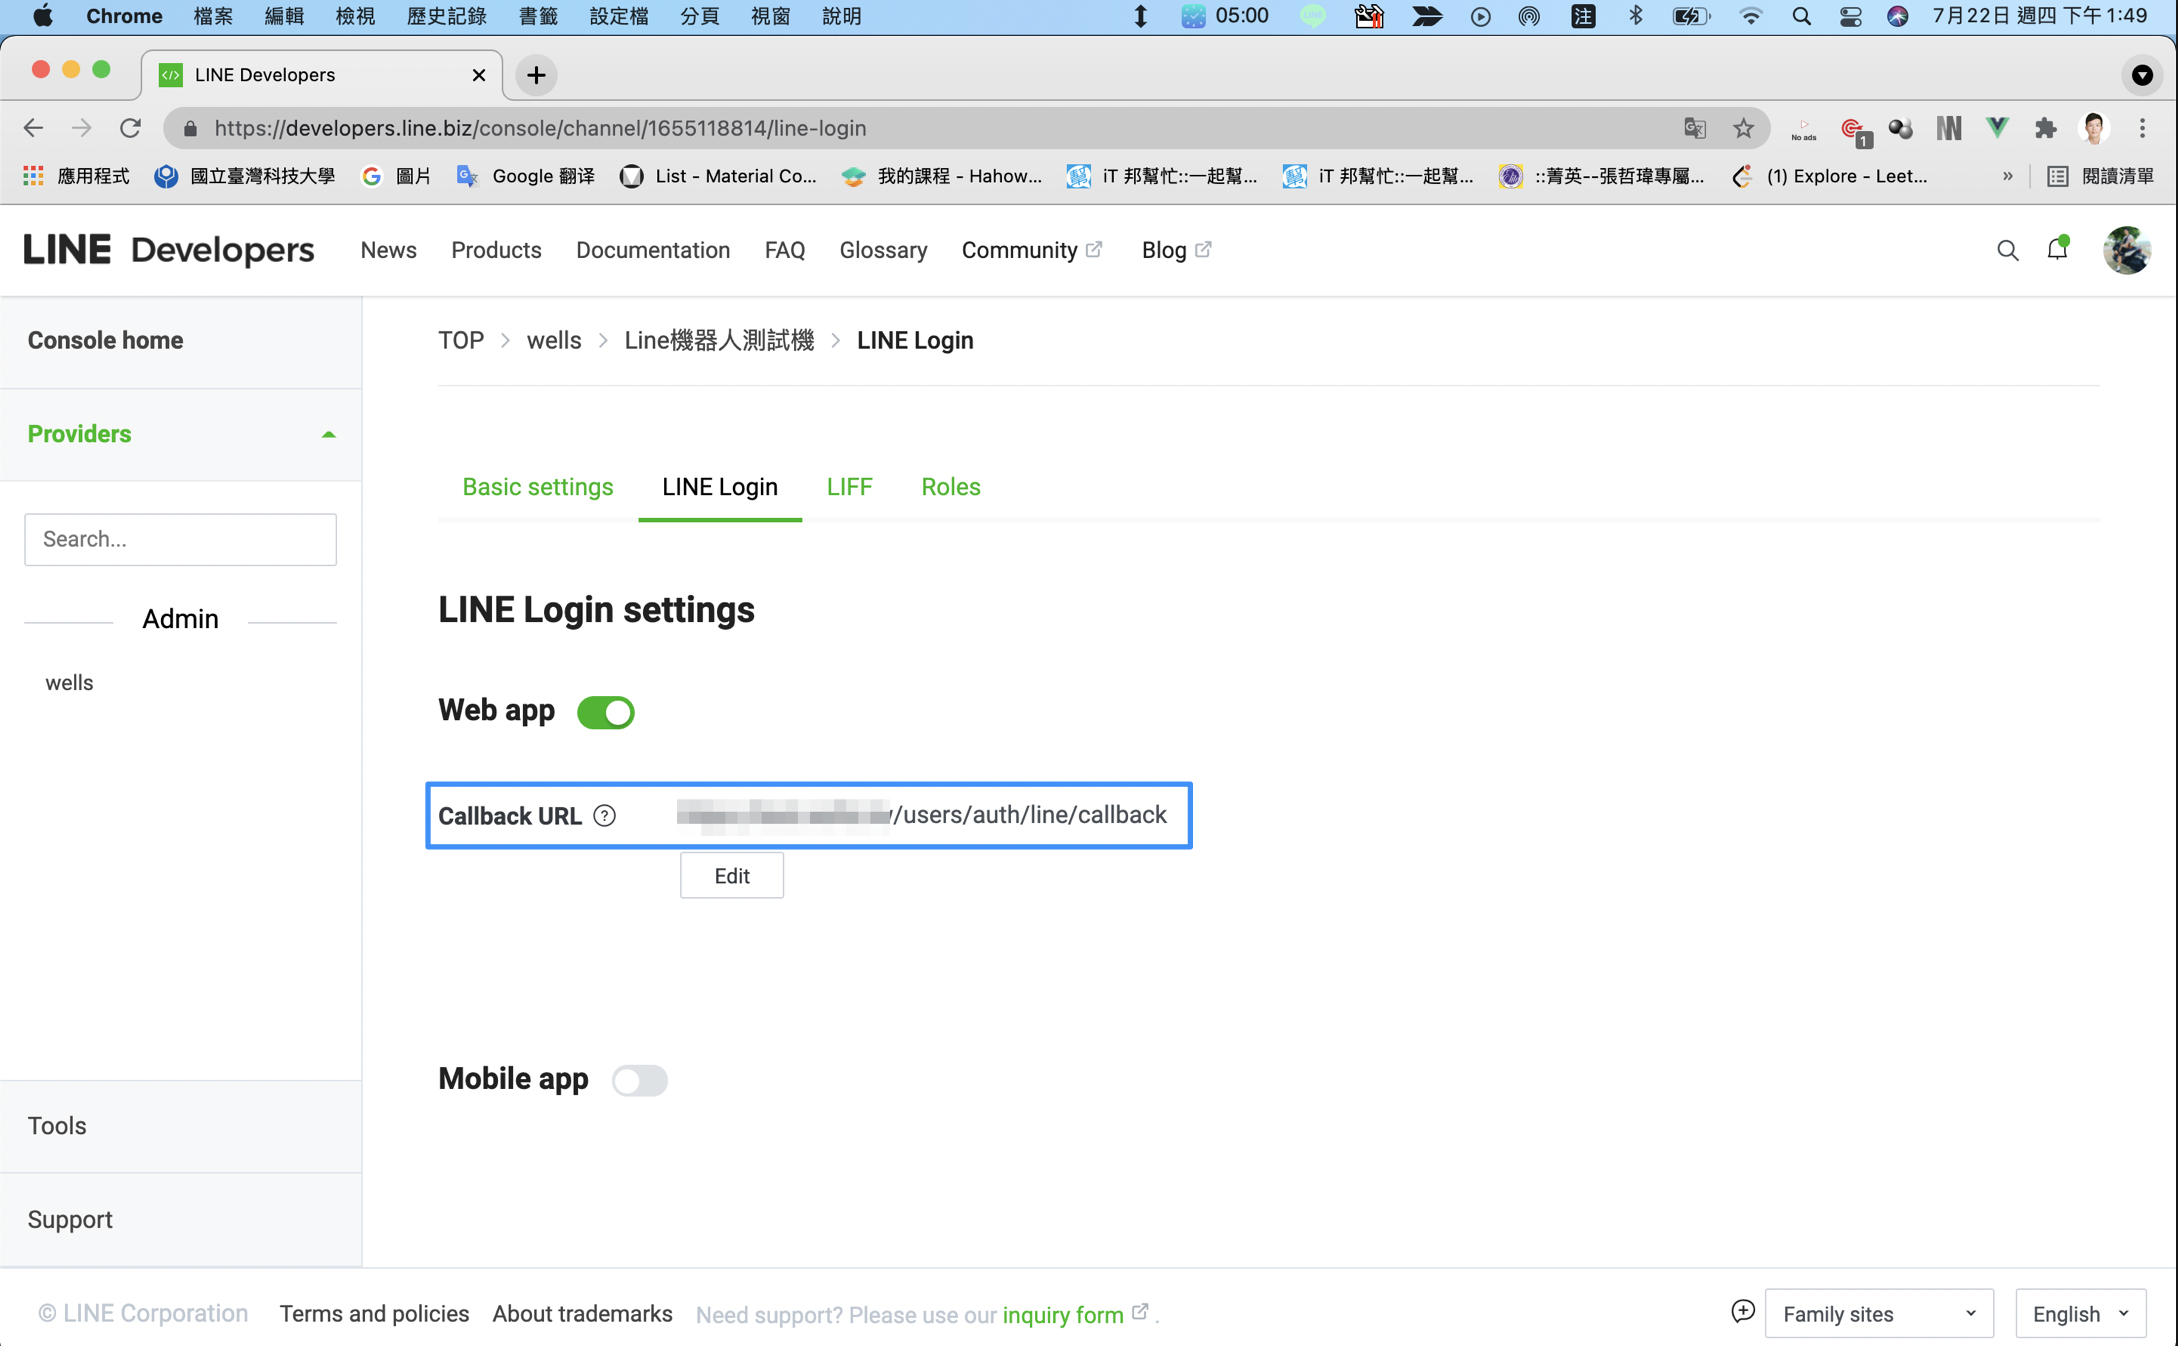 Chrome 檔案 編輯 檢視 歷史記錄 書籤 設定檔 分頁 視窗 說明 05:00 注 7月22日 週四 下午 1:49
LINE Developers
https://developers.line.biz/console/channel/1655118814/line-login No ads 1
應用程式 國立臺灣科技大學 圖片 Google 翻译 List - Material Co... 我的課程 - Hahow... iT 邦幫忙::一起幫... iT 邦幫忙::一起幫... ::菁英--張哲瑋專屬... (1) Explore - Leet... » 閱讀清單
LINE Developers News Products Documentation FAQ Glossary Community Blog
Console home
Providers
Search...
Admin
wells
Tools
Support
TOP > wells > Line機器人測試機 > LINE Login
Basic settings LINE Login LIFF Roles
LINE Login settings
Web app
Callback URL ? /users/auth/line/callback
Edit
Mobile app
© LINE Corporation Terms and policies About trademarks Need support? Please use our inquiry form . Family sites English